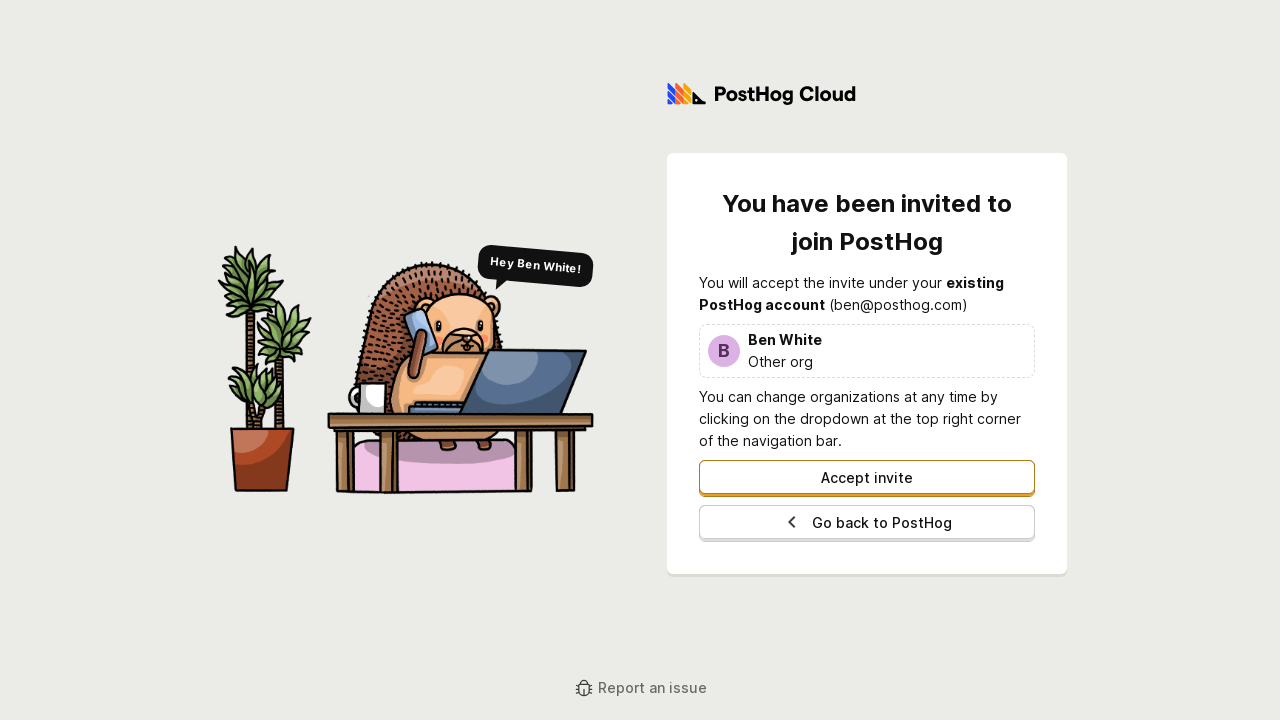 PostHog Cloud
Hey Ben White!
You have been invited to
join PostHog
You will accept the invite under your existing
PostHog account (ben@posthog.com)
B
Ben White
Other org
You can change organizations at any time by
clicking on the dropdown at the top right corner
of the navigation bar.
Accept invite
Go back to PostHog
Report an issue